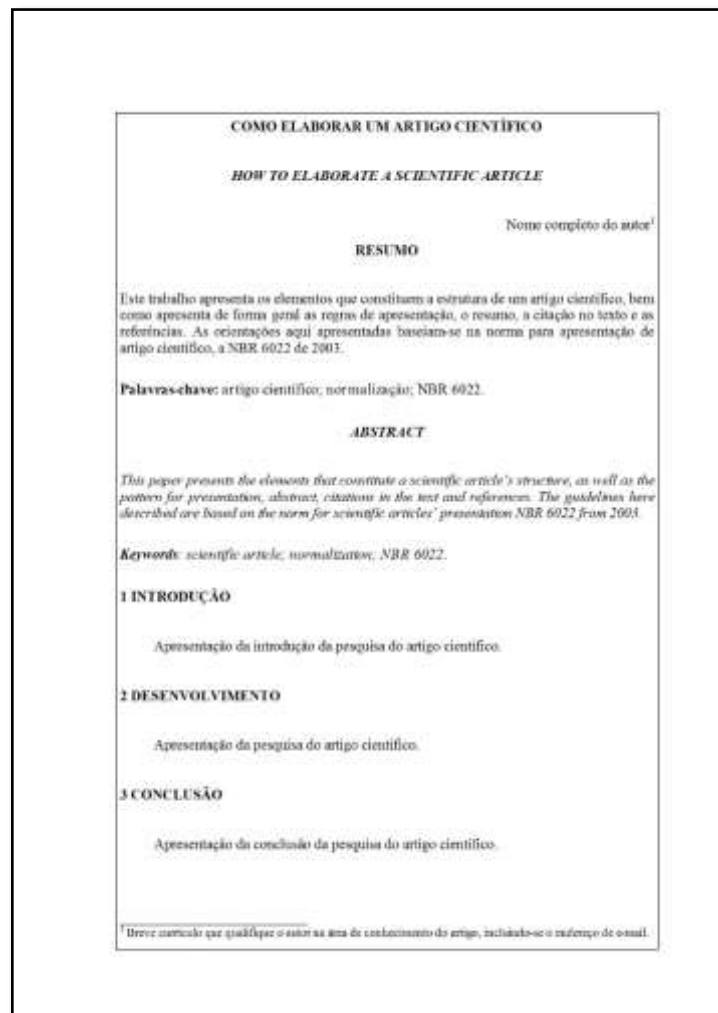 COMO ELABORAR UM ARTIGO CIENTÍFICO
HOW TO ELABORATE A SCIENTIFIC ARTICLE
Nome completo do autor¹
RESUMO
Este trabalho apresenta os elementos que constituem a estrutura de um artigo científico, bem
como apresenta de forma geral as regras de apresentação, o resumo, a citação no texto e as
referências. As orientações aqui apresentadas baseiam-se na norma para apresentação de
artigo científico, a NBR 6022 de 2003.
Palavras-chave: artigo científico; normalização; NBR 6022.
ABSTRACT
This paper presents the elements that constitute a scientific article's structure, as well as the
pattern for presentation, abstract, citations in the text and references. The guidelines here
described are based on the norm for scientific articles' presentation NBR 6022 from 2003.
Keywords: scientific article; normalization; NBR 6022.
1 INTRODUÇÃO
Apresentação da introdução da pesquisa do artigo científico.
2 DESENVOLVIMENTO
Apresentação da pesquisa do artigo científico.
3 CONCLUSÃO
Apresentação da conclusão da pesquisa do artigo científico.
¹ Breve currículo que qualifique o autor na área de conhecimento do artigo, incluindo-se o endereço de e-mail.